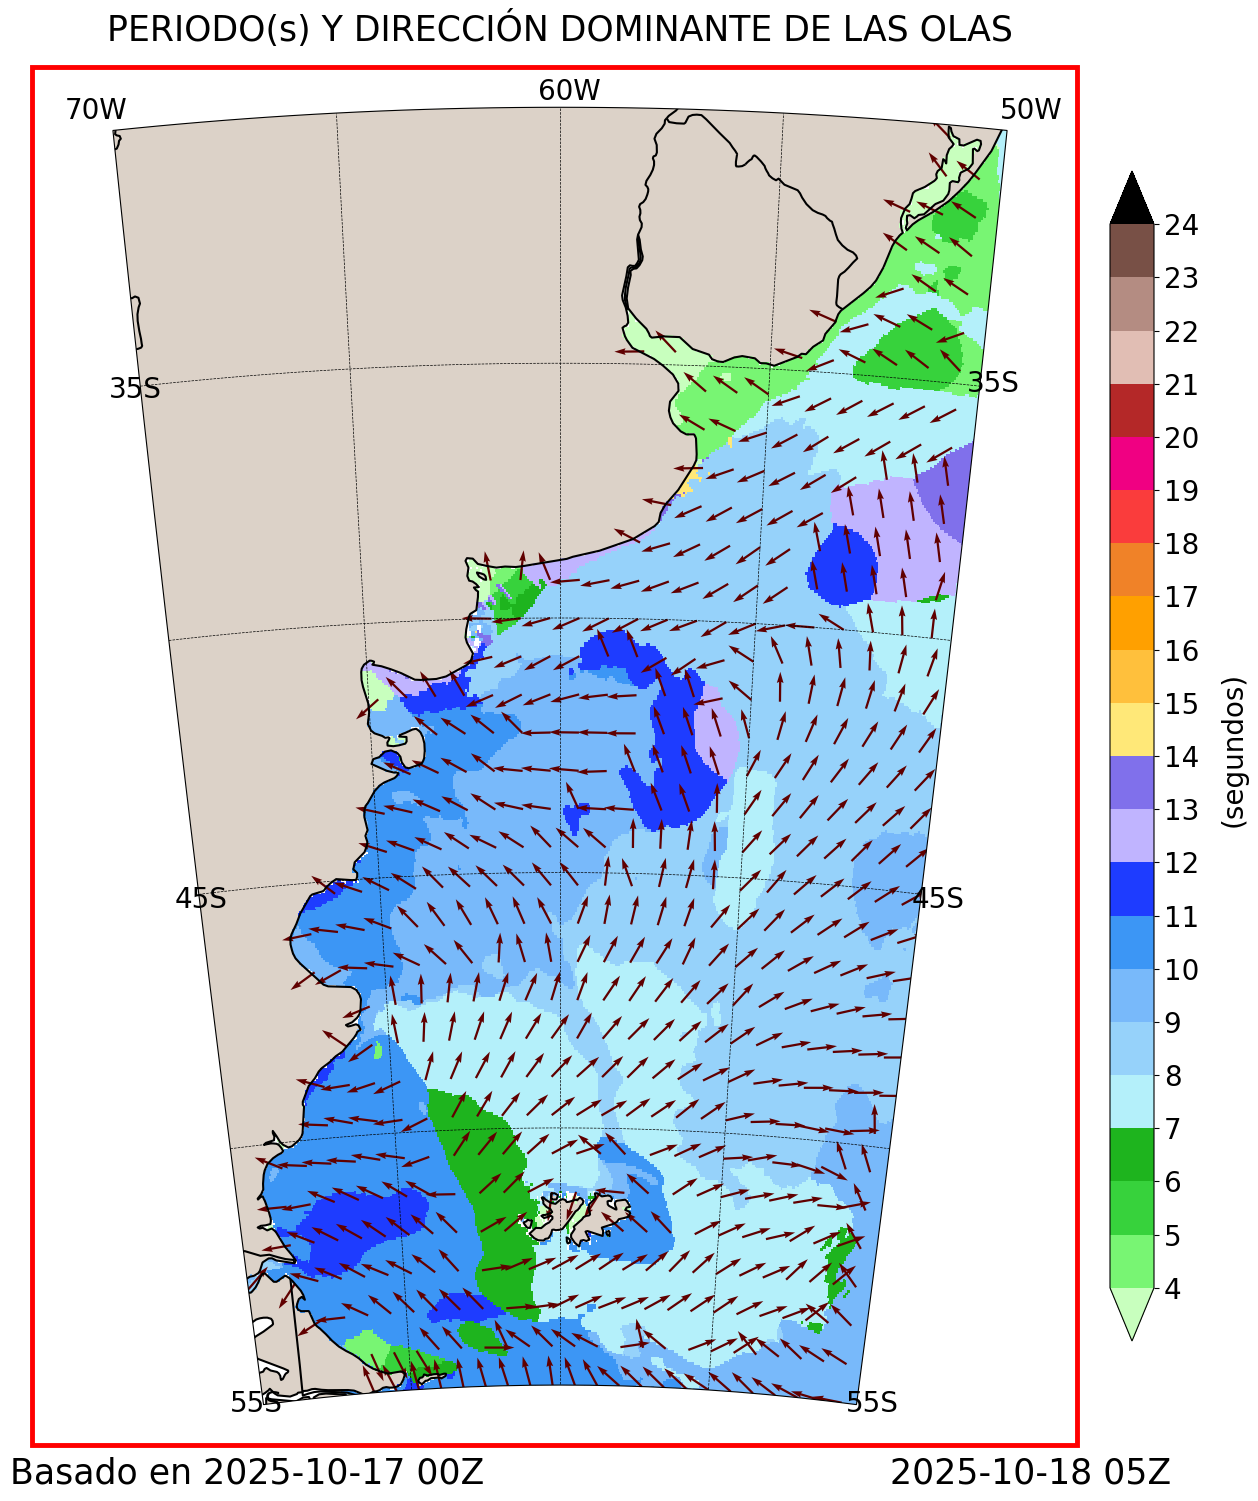 PERIODO(s) Y DIRECCIÓN DOMINANTE DE LAS OLAS
70W
60W
50W
35S
35S
45S
45S
55S
55S
24
23
22
21
20
19
18
17
16
15
14
13
12
11
10
9
8
7
6
5
4
(segundos)
Basado en 2025-10-17 00Z
2025-10-18 05Z